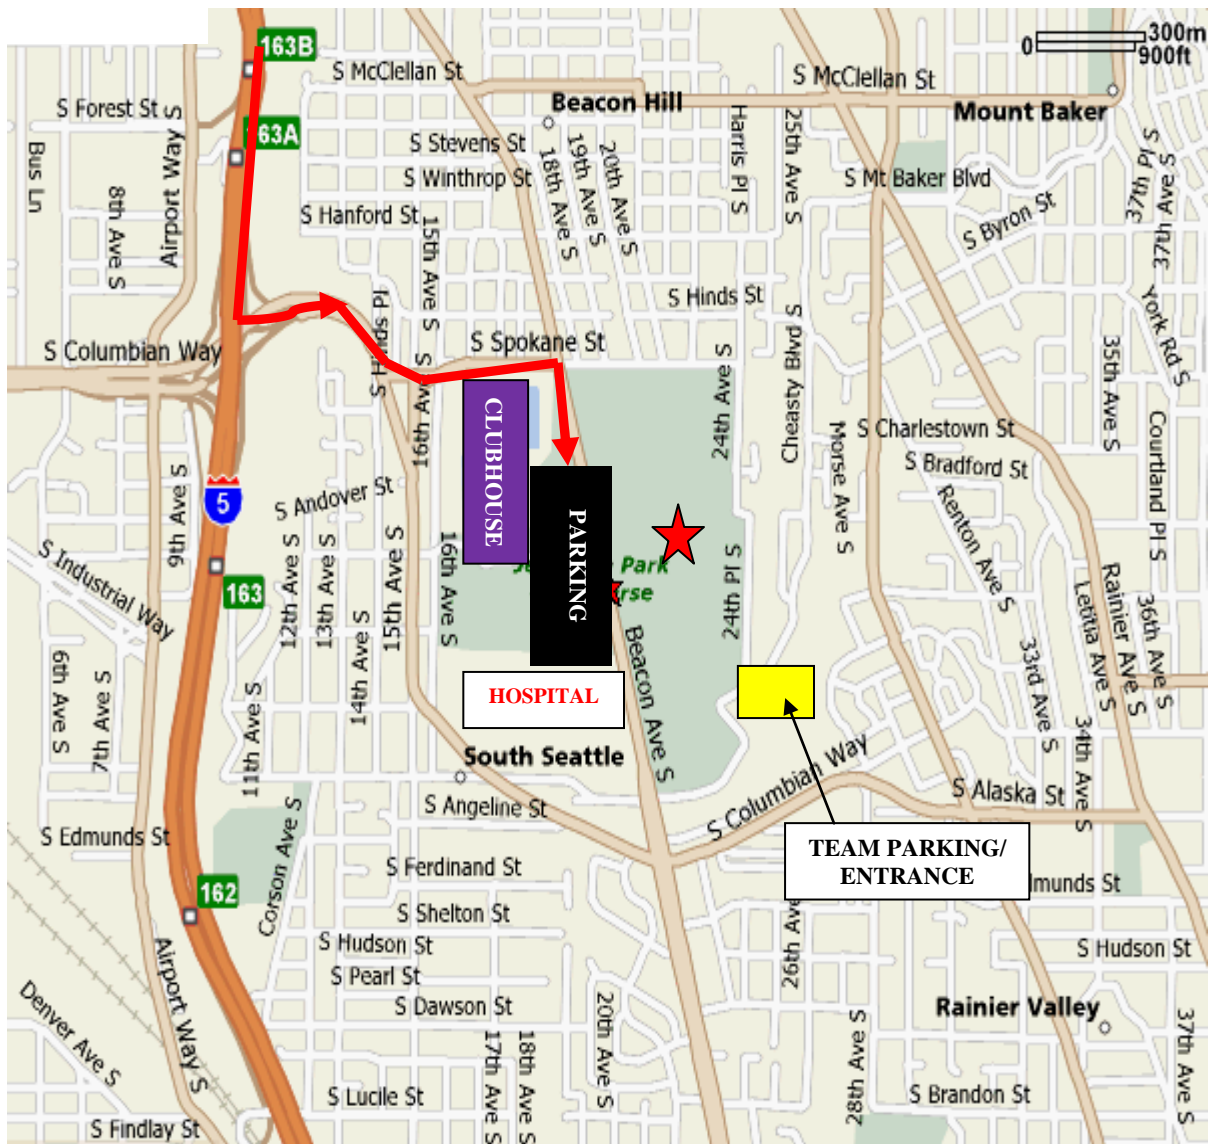 163B
S McClellan St
S McClellan St
0
300m
900ft
S Forest St
Airport Way S
163A
Beacon Hill
Mount Baker
Bus Ln
S Stevens St
S Winthrop St
18th Ave S
19th Ave S
20th Ave S
Harris Pl S
25th Ave S
S Mt Baker Blvd
37th Pl S
37th Ave S
8th Ave S
S Hanford St
15th Ave S
S Byron St
S Hinds St
S Hinds Pl
Cheasty Blvd S
York Rd S
S Columbian Way
S Spokane St
16th Ave S
24th Ave S
35th Ave S
CLUBHOUSE
Morse Ave S
S Charlestown St
Courtland Pl S
S Bradford St
9th Ave S
5
S Andover St
PARKING
Renton Ave S
S Industrial Way
163
12th Ave S
13th Ave S
15th Ave S
16th Ave S
Park
24th Pl S
Letitia Ave S
Rainier Ave S
36th Ave S
6th Ave S
7th Ave S
14th Ave S
Beacon Ave S
33rd Ave S
HOSPITAL
11th Ave S
34th Ave S
South Seattle
S Columbian Way
S Alaska St
S Angeline St
S Edmunds St
Corson Ave S
TEAM PARKING/
ENTRANCE
S Ferdinand St
162
S Shelton St
26th Ave
S Hudson St
S Hudson St
Airport Way S
S Pearl St
Denver Ave S
S Dawson St
20th Ave S
Rainier Valley
17th Ave S
18th Ave S
28th Ave S
37th Ave S
S Lucile St
S Brandon St
S Findlay St